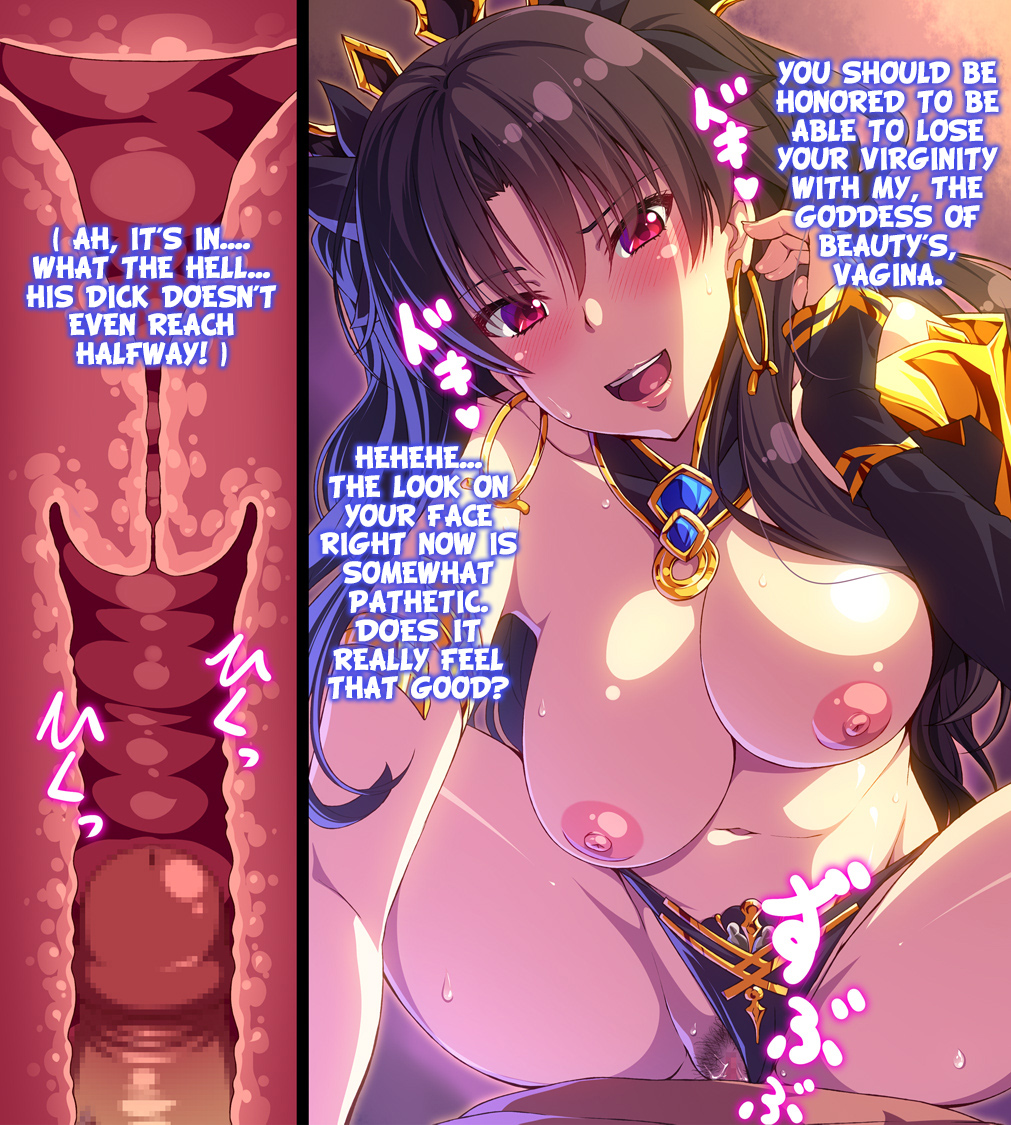 YOU SHOULD BE
HONORED TO BE
ABLE TO LOSE
YOUR VIRGINITY
WITH MY, THE
GODDESS OF
BEAUTY'S,
VAGINA.
ドキ
( AH, IT'S IN....
WHAT THE HELL...
HIS DICK DOESN'T
EVEN REACH
HALFWAY! )
ドキ
HEHEHE...
THE LOOK ON
YOUR FACE
RIGHT NOW IS
SOMEWHAT
PATHETIC.
DOES IT
REALLY FEEL
THAT GOOD?
ひくっ
ひくっ
ずぶぶ